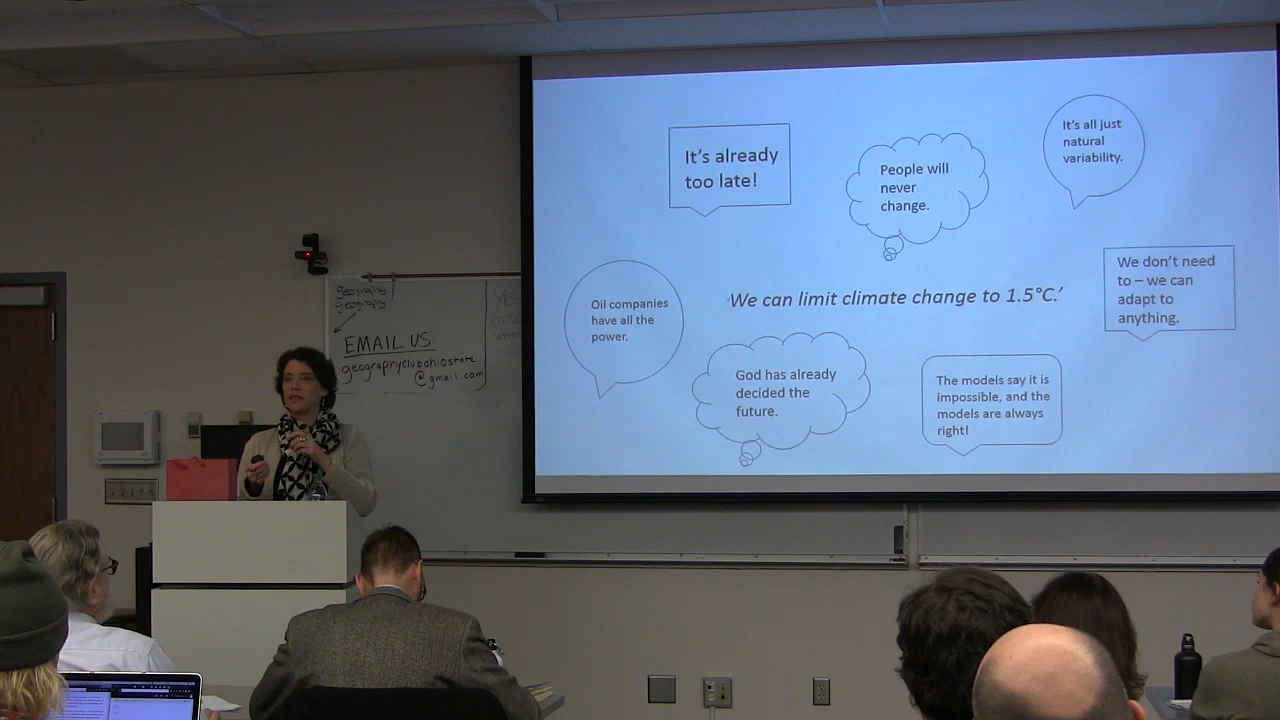 It's already
too late!
People will
never
change.
It's all just
natural
variability.
Oil companies
have all the
power.
'We can limit climate change to 1.5°C.'
We don't need
to – we can
adapt to
anything.
God has already
decided the
future.
The models say it is
impossible, and the
models are always
right!
geography
geography
EMAIL US
geographyclubohiostate
@gmail.com
YES